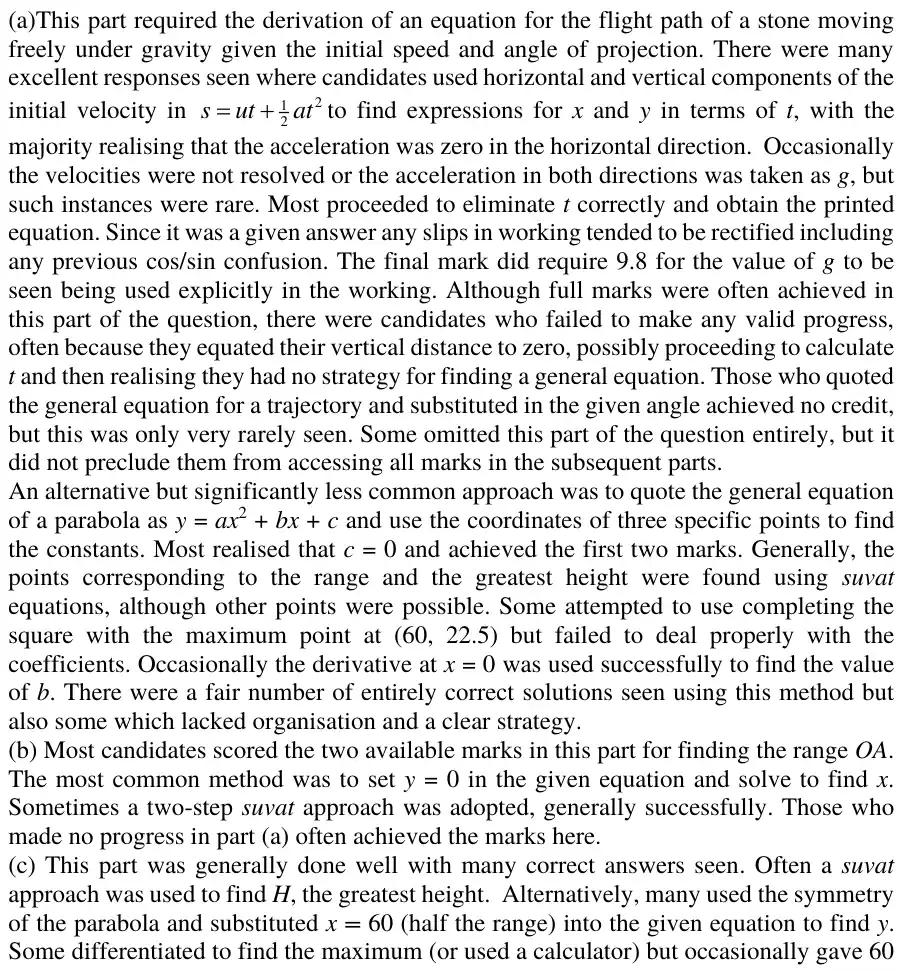 (a)This part required the derivation of an equation for the flight path of a stone moving
freely under gravity given the initial speed and angle of projection. There were many
excellent responses seen where candidates used horizontal and vertical components of the
initial velocity in s = ut + ½at² to find expressions for x and y in terms of t, with the
majority realising that the acceleration was zero in the horizontal direction. Occasionally
the velocities were not resolved or the acceleration in both directions was taken as g, but
such instances were rare. Most proceeded to eliminate t correctly and obtain the printed
equation. Since it was a given answer any slips in working tended to be rectified including
any previous cos/sin confusion. The final mark did require 9.8 for the value of g to be
seen being used explicitly in the working. Although full marks were often achieved in
this part of the question, there were candidates who failed to make any valid progress,
often because they equated their vertical distance to zero, possibly proceeding to calculate
t and then realising they had no strategy for finding a general equation. Those who quoted
the general equation for a trajectory and substituted in the given angle achieved no credit,
but this was only very rarely seen. Some omitted this part of the question entirely, but it
did not preclude them from accessing all marks in the subsequent parts.
An alternative but significantly less common approach was to quote the general equation
of a parabola as y = ax² + bx + c and use the coordinates of three specific points to find
the constants. Most realised that c = 0 and achieved the first two marks. Generally, the
points corresponding to the range and the greatest height were found using suvat
equations, although other points were possible. Some attempted to use completing the
square with the maximum point at (60, 22.5) but failed to deal properly with the
coefficients. Occasionally the derivative at x = 0 was used successfully to find the value
of b. There were a fair number of entirely correct solutions seen using this method but
also some which lacked organisation and a clear strategy.
(b) Most candidates scored the two available marks in this part for finding the range OA.
The most common method was to set y = 0 in the given equation and solve to find x.
Sometimes a two-step suvat approach was adopted, generally successfully. Those who
made no progress in part (a) often achieved the marks here.
(c) This part was generally done well with many correct answers seen. Often a suvat
approach was used to find H, the greatest height. Alternatively, many used the symmetry
of the parabola and substituted x = 60 (half the range) into the given equation to find y.
Some differentiated to find the maximum (or used a calculator) but occasionally gave 60